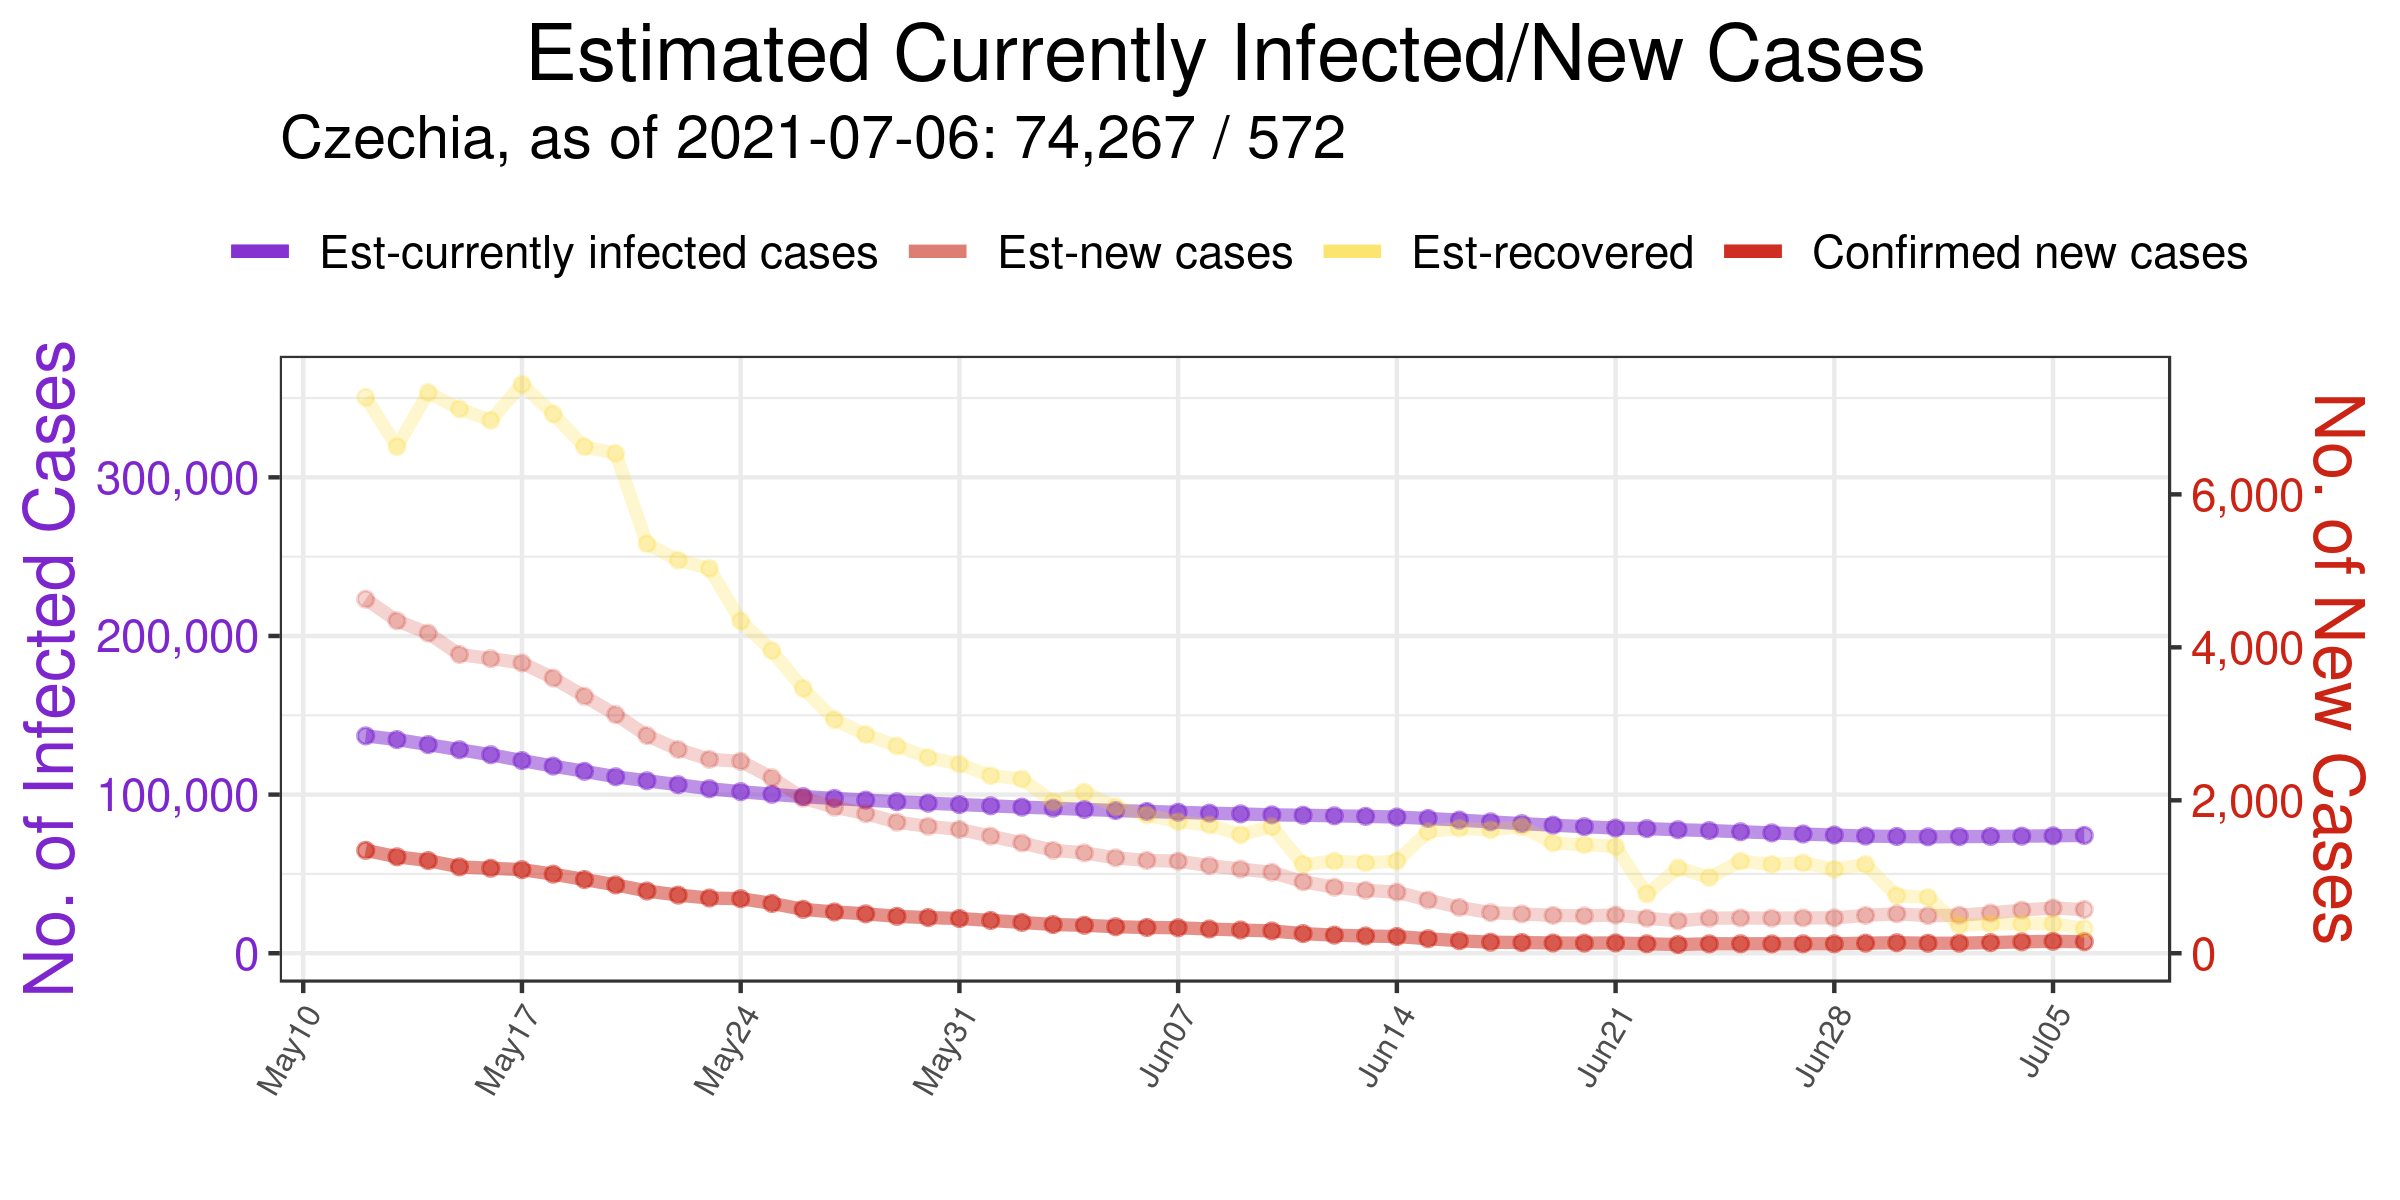 Estimated Currently Infected/New Cases
Czechia, as of 2021-07-06: 74,267 / 572
Est-currently infected cases Est-new cases Est-recovered Confirmed new cases
No. of Infected Cases
300,000
200,000
100,000
0
6,000
4,000
2,000
0
No. of New Cases
May10 May17 May24 May31 Jun07 Jun14 Jun21 Jun28 Jul05